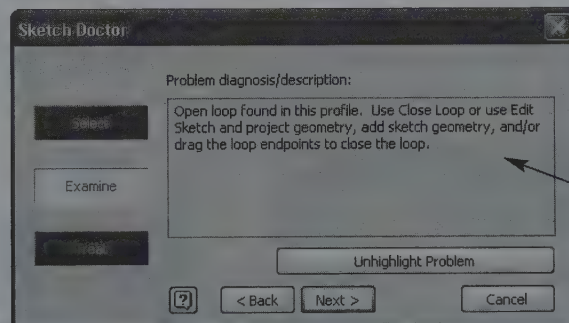 Sketch Doctor
Problem diagnosis/description:
Select
Open loop found in this profile. Use Close Loop or use Edit
Sketch and project geometry, add sketch geometry, and/or
drag the loop endpoints to close the loop.
Examine
Treat
Unhighlight Problem
< Back
Next >
Cancel